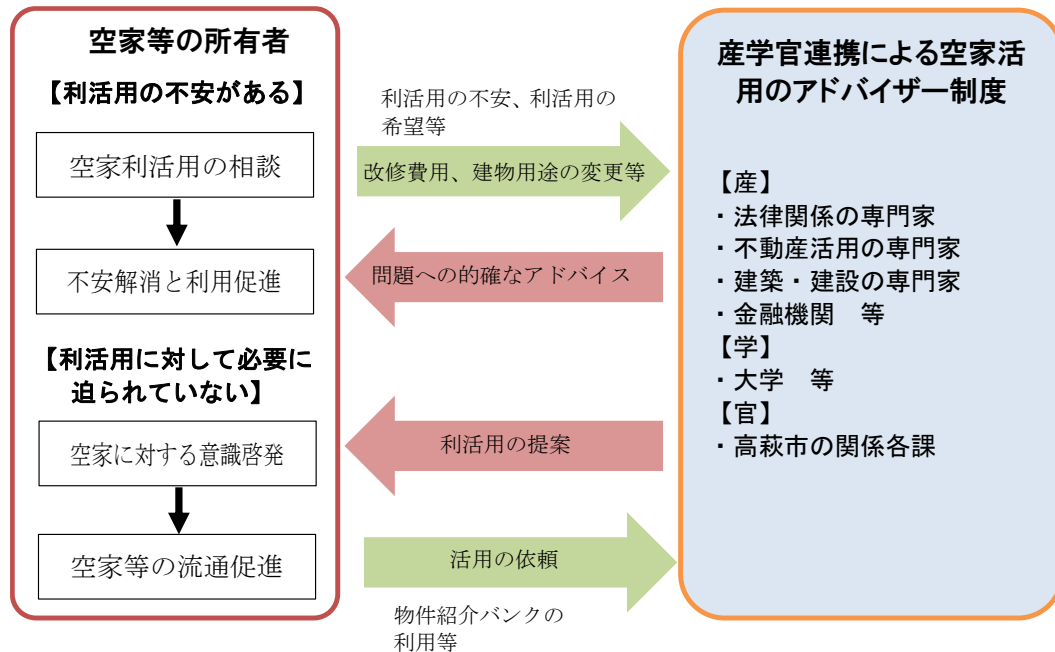 空家等の所有者
【利活用の不安がある】
空家利活用の相談
不安解消と利用促進
【利活用に対して必要に
迫られていない】
空家に対する意識啓発
空家等の流通促進
利活用の不安、利活用の
希望等
改修費用、建物用途の変更等
問題への的確なアドバイス
利活用の提案
活用の依頼
物件紹介バンクの
利用等
産学官連携による空家活
用のアドバイザー制度
【産】
・法律関係の専門家
・不動産活用の専門家
・建築・建設の専門家
・金融機関　等
【学】
・大学　等
【官】
・高萩市の関係各課